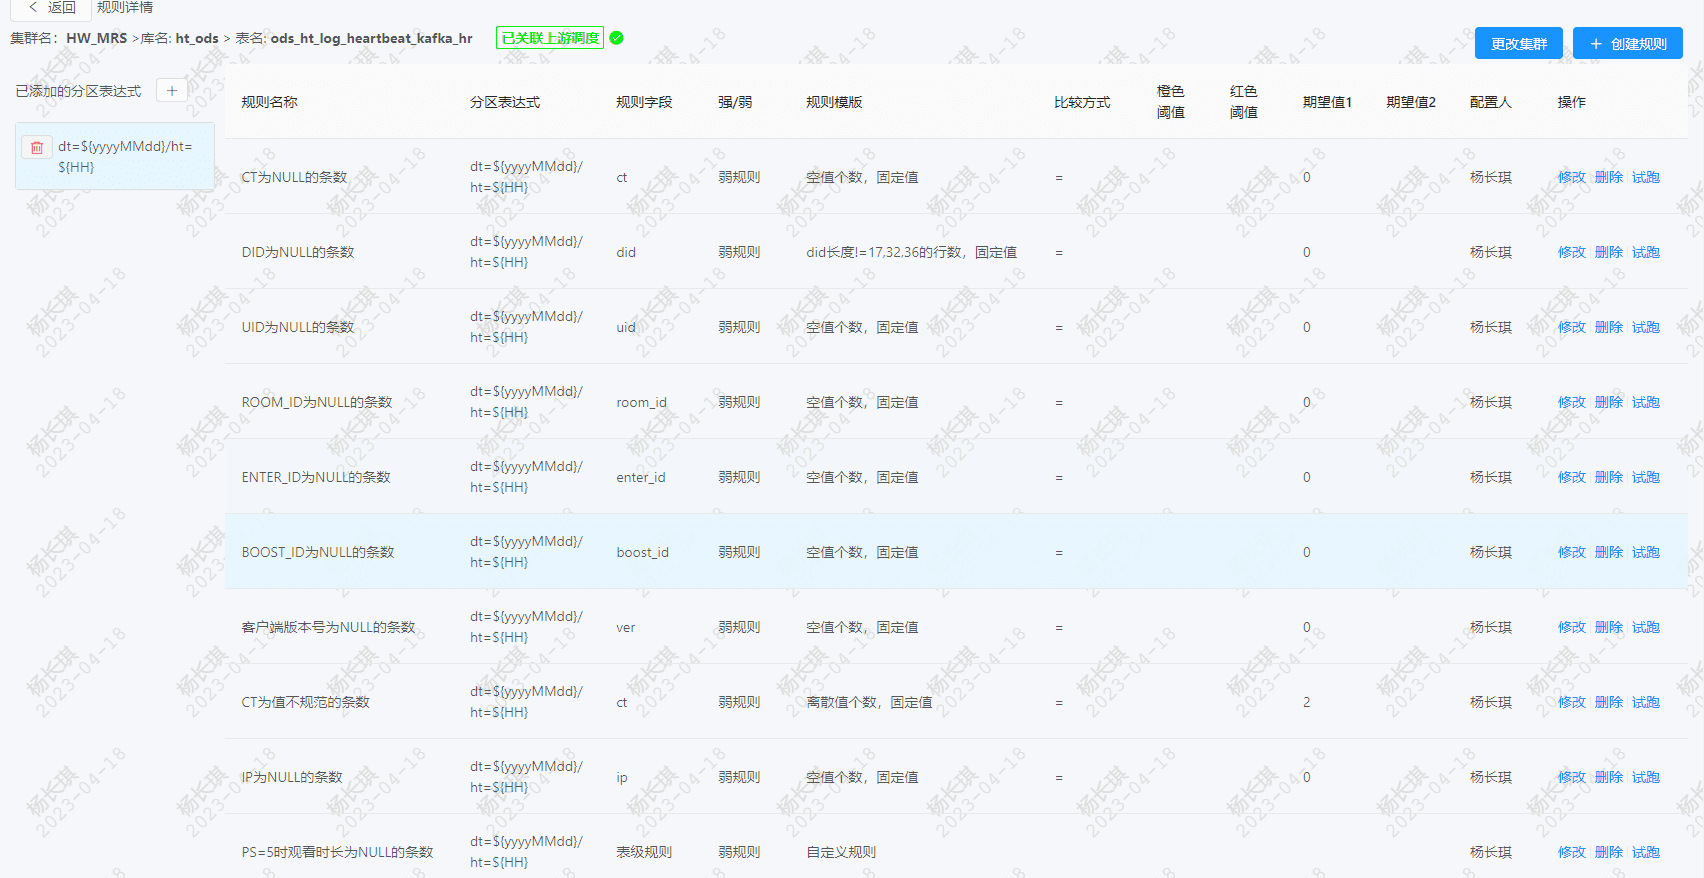 返回 规则详情
集群名: HW_MRS >库名: ht_ods > 表名: ods_ht_log_heartbeat_kafka_hr 已关联上游调度
更改集群 + 创建规则
已添加的分区表达式 +
dt=${yyyyMMdd}/ht=
${HH}
规则名称 分区表达式 规则字段 强/弱 规则模版 比较方式 橙色阈值 红色阈值 期望值1 期望值2 配置人 操作
CT为NULL的条数 dt=${yyyyMMdd}/ht=${HH} ct 弱规则 空值个数，固定值 = 0 杨长琪 修改 删除 试跑
DID为NULL的条数 dt=${yyyyMMdd}/ht=${HH} did 弱规则 did长度!=17,32,36的行数，固定值 = 0 杨长琪 修改 删除 试跑
UID为NULL的条数 dt=${yyyyMMdd}/ht=${HH} uid 弱规则 空值个数，固定值 = 0 杨长琪 修改 删除 试跑
ROOM_ID为NULL的条数 dt=${yyyyMMdd}/ht=${HH} room_id 弱规则 空值个数，固定值 = 0 杨长琪 修改 删除 试跑
ENTER_ID为NULL的条数 dt=${yyyyMMdd}/ht=${HH} enter_id 弱规则 空值个数，固定值 = 0 杨长琪 修改 删除 试跑
BOOST_ID为NULL的条数 dt=${yyyyMMdd}/ht=${HH} boost_id 弱规则 空值个数，固定值 = 0 杨长琪 修改 删除 试跑
客户端版本号为NULL的条数 dt=${yyyyMMdd}/ht=${HH} ver 弱规则 空值个数，固定值 = 0 杨长琪 修改 删除 试跑
CT为值不规范的条数 dt=${yyyyMMdd}/ht=${HH} ct 弱规则 离散值个数，固定值 = 2 杨长琪 修改 删除 试跑
IP为NULL的条数 dt=${yyyyMMdd}/ht=${HH} ip 弱规则 空值个数，固定值 = 0 杨长琪 修改 删除 试跑
PS=5时观看时长为NULL的条数 dt=${yyyyMMdd}/ht=${HH} 表级规则 弱规则 自定义规则 杨长琪 修改 删除 试跑
杨长琪
2023-04-18